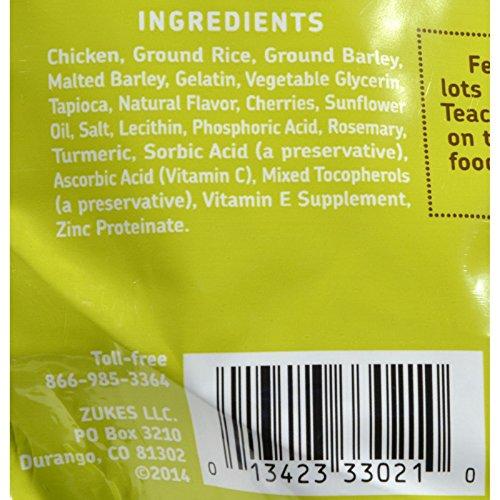 INGREDIENTS
Chicken, Ground Rice, Ground Barley,
Malted Barley, Gelatin, Vegetable Glycerin,
Tapioca, Natural Flavor, Cherries, Sunflower
Oil, Salt, Lecithin, Phosphoric Acid, Rosemary,
Turmeric, Sorbic Acid (a preservative),
Ascorbic Acid (Vitamin C), Mixed Tocopherols
(a preservative), Vitamin E Supplement,
Zinc Proteinate.
Fe
lots
Teac
on t
food
Toll-free
866-985-3364
ZUKES LLC.
PO Box 3210
Durango, CO 81302
©2014
0 13423 33021 0